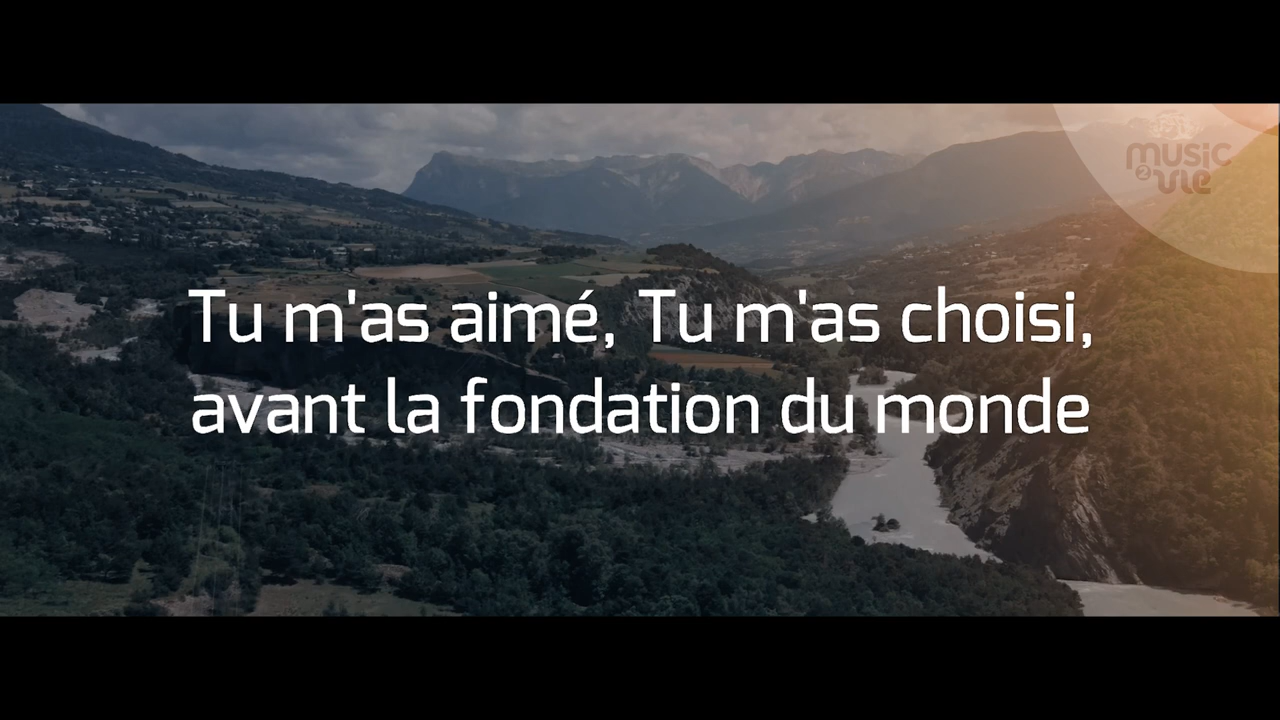 music
2 vie
Tu m'as aimé, Tu m'as choisi,
avant la fondation du monde